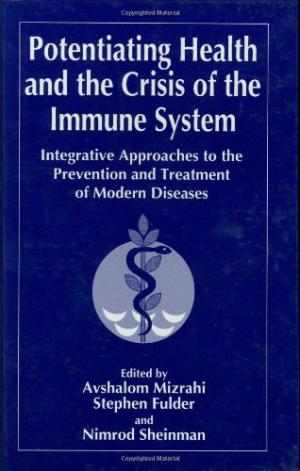 Copyrighted Material
Potentiating Health
and the Crisis of the
Immune System
Integrative Approaches to the
Prevention and Treatment
of Modern Diseases
Edited by
Avshalom Mizrahi
Stephen Fulder
and
Nimrod Sheinman
Copyrighted Material